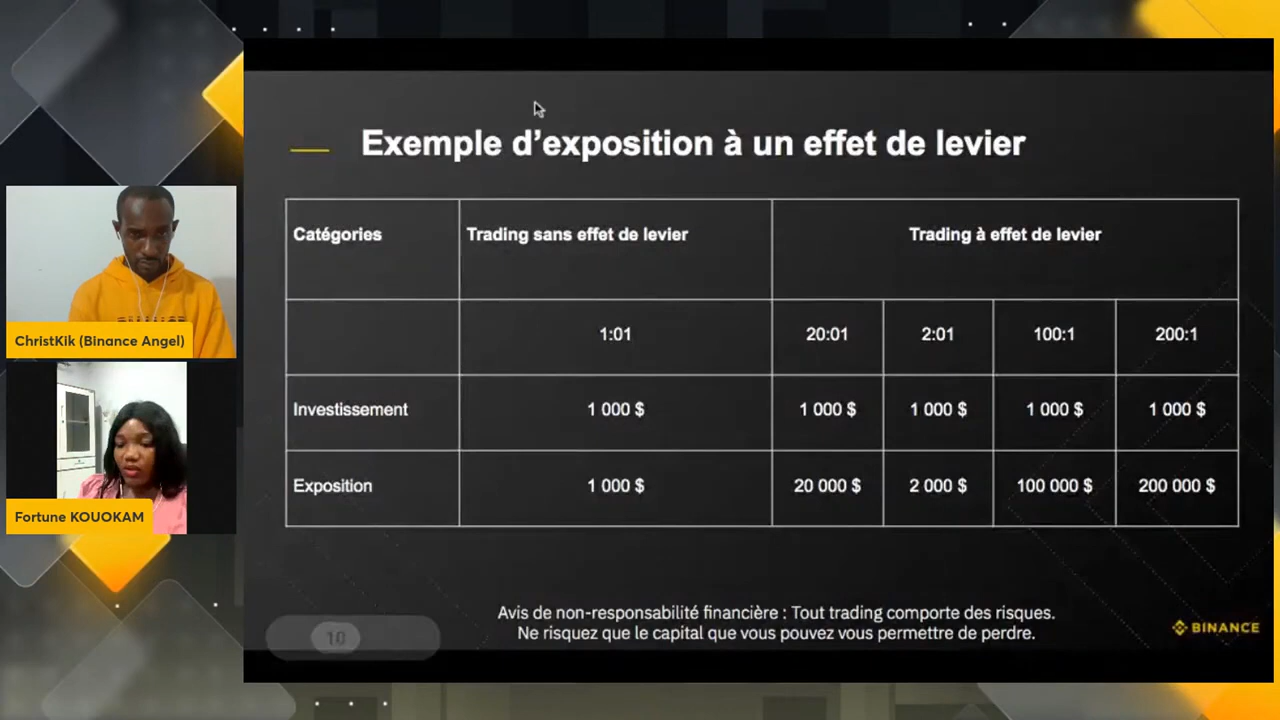 Exemple d’exposition à un effet de levier
Catégories
Trading sans effet de levier
Trading à effet de levier
1:01
20:01
2:01
100:1
200:1
Investissement
1 000 $
1 000 $
1 000 $
1 000 $
1 000 $
Exposition
1 000 $
20 000 $
2 000 $
100 000 $
200 000 $
ChristKik (Binance Angel)
Fortune KOUOKAM
Avis de non-responsabilité financière : Tout trading comporte des risques.
Ne risquez que le capital que vous pouvez vous permettre de perdre.
10
BINANCE